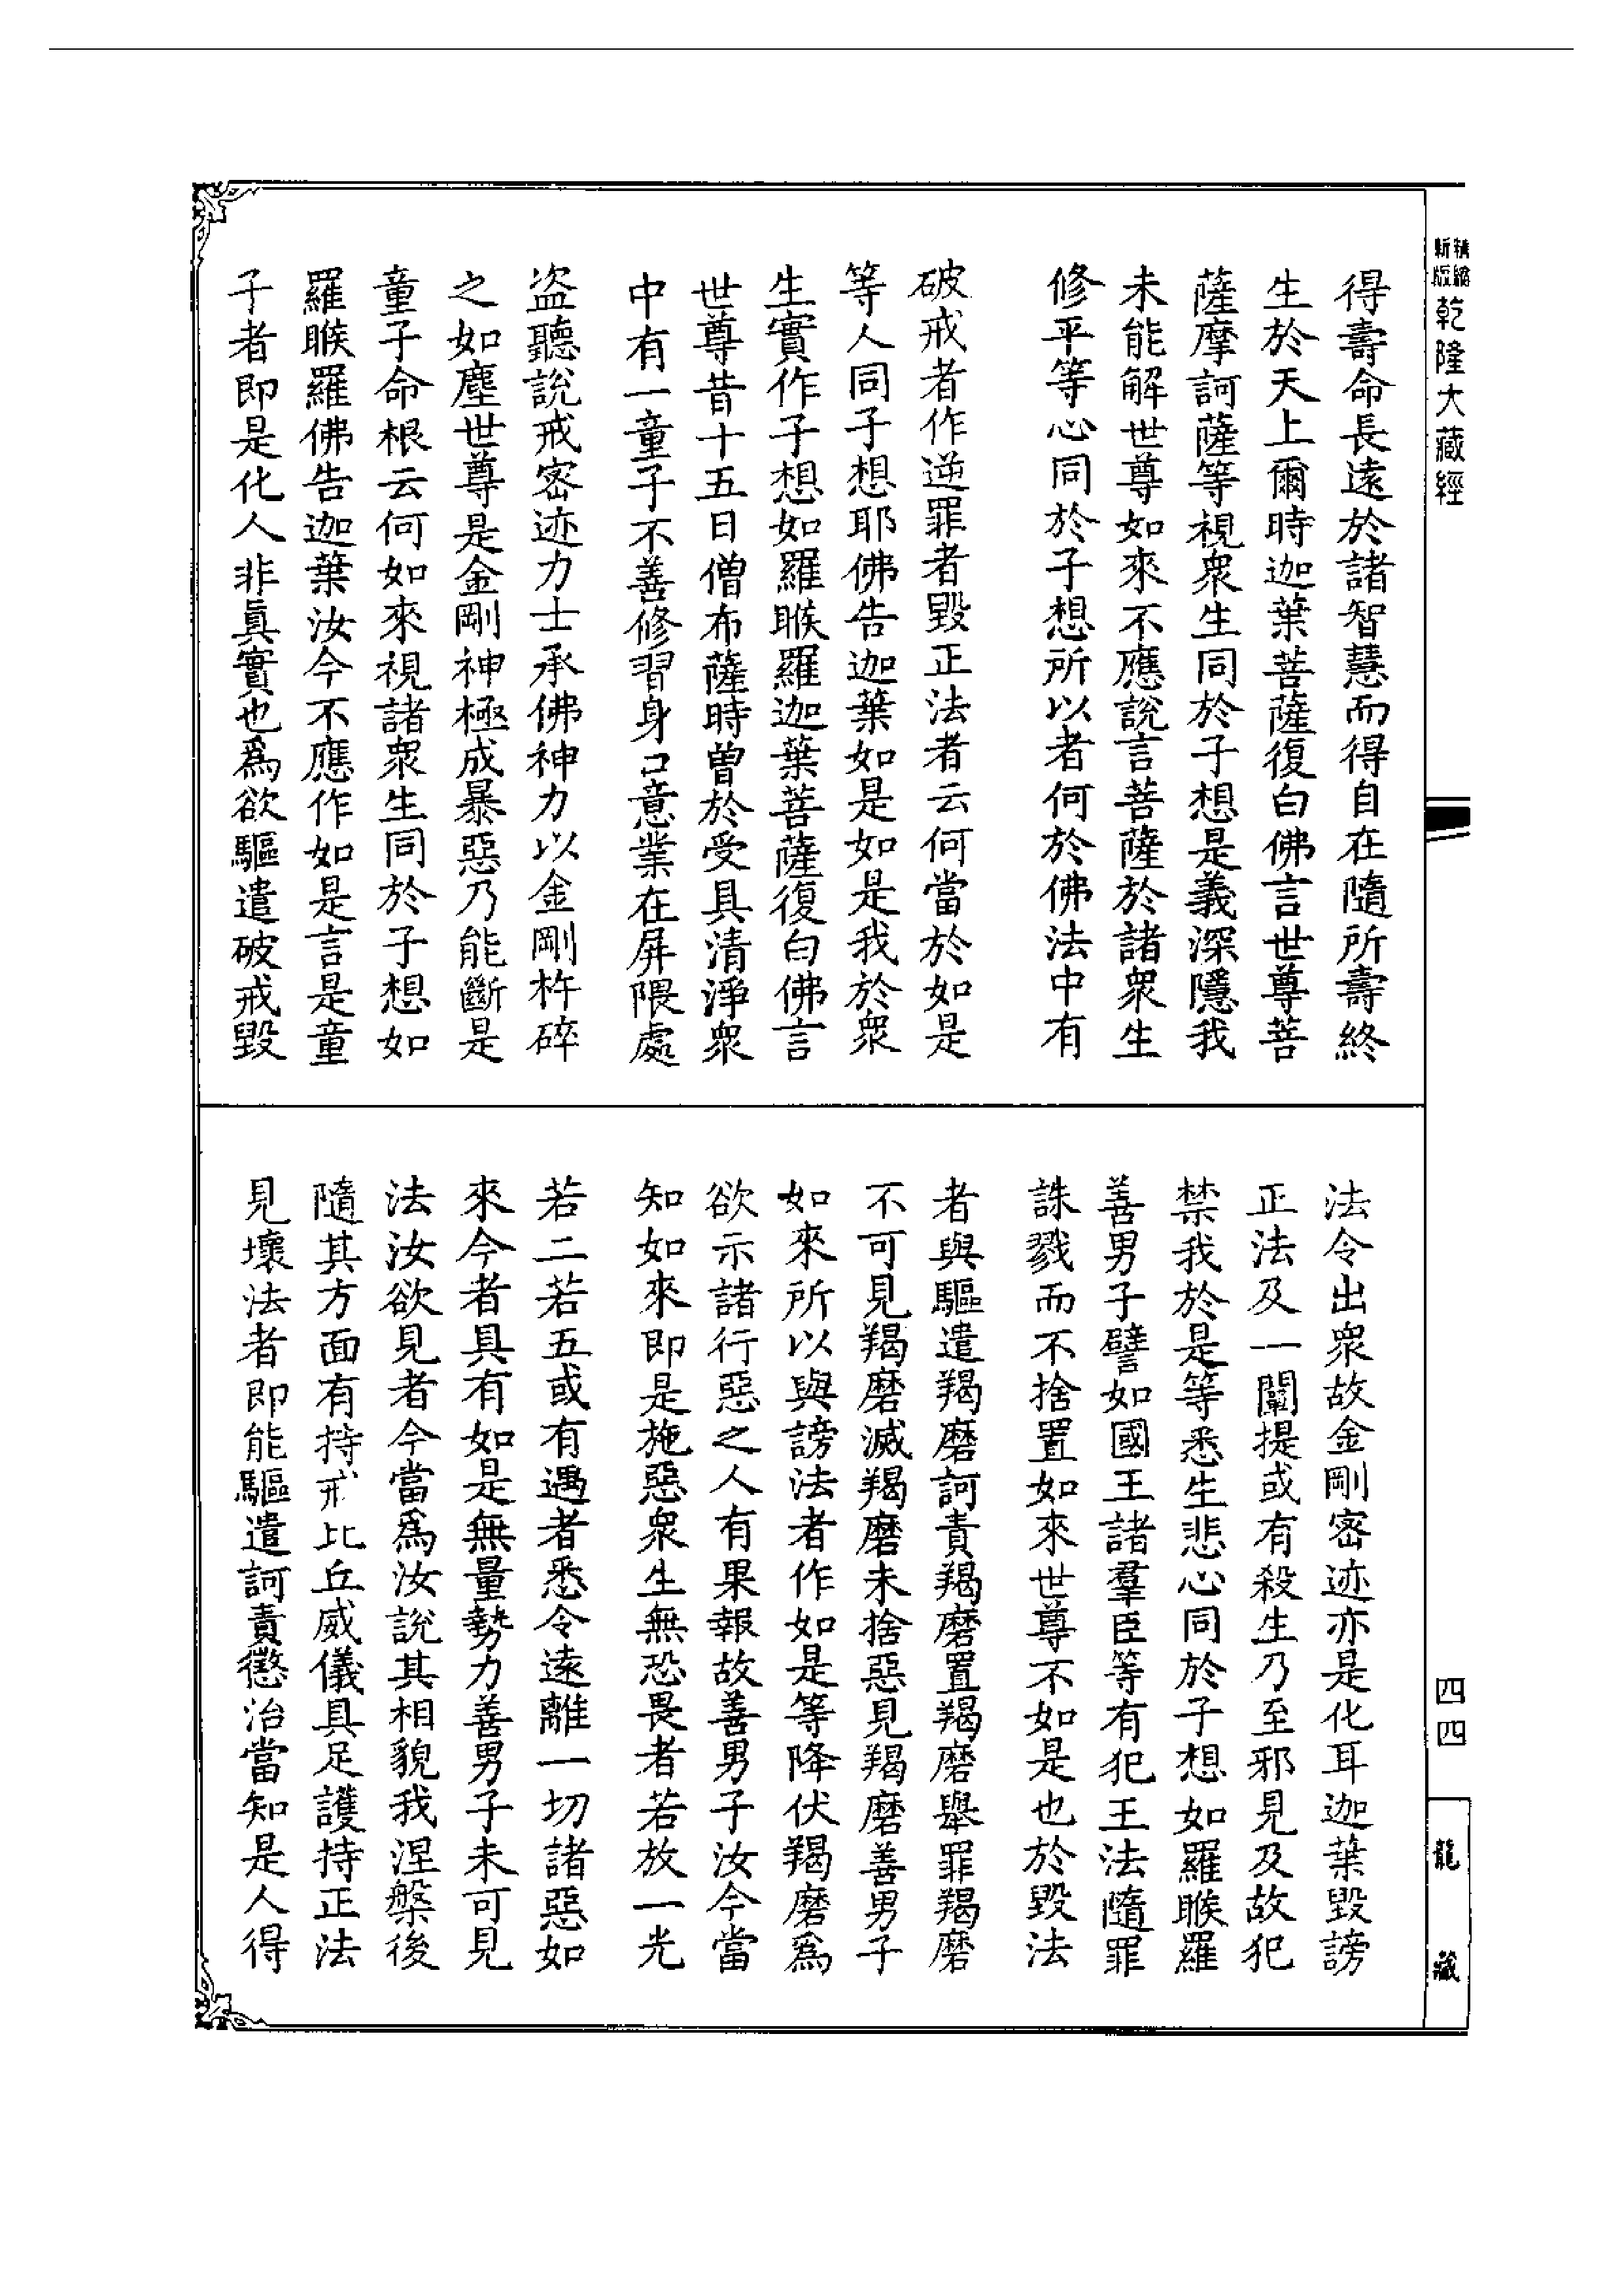 精縮新版乾隆大藏經
得壽命長遠於諸智慧而得自在隨所壽終
生於天上爾時迦葉菩薩復白佛言世尊菩
薩摩訶薩等視衆生同於子想是義深隱我
未能解世尊如來不應說言菩薩於諸衆生
修平等心同於子想所以者何於佛法中有
破戒者作逆罪者毀正法者云何當於如是
等人同子想耶佛告迦葉如是如是我於衆
生實作子想如羅睺羅迦葉菩薩復白佛言
世尊昔十五日僧布薩時曾於受具清淨衆
中有一童子不善修習身口意業在屏隈處
盜聽說戒密迹力士承佛神力以金剛杵碎
之如塵世尊是金剛神極成暴惡乃能斷是
童子命根云何如來視諸衆生同於子想如
羅睺羅佛告迦葉汝今不應作如是言是童
子者即是化人非眞實也爲欲驅遣破戒毀
法令出衆故金剛密迹亦是化耳迦葉毀謗
正法及一闡提或有殺生乃至邪見及故犯
禁我於是等悉生悲心同於子想如羅睺羅
善男子譬如國王諸羣臣等有犯王法隨罪
誅戮而不捨置如來世尊不如是也於毀法
者與驅遣羯磨訶責羯磨置羯磨舉罪羯磨
不可見羯磨滅羯磨未捨惡見羯磨善男子
如來所以與謗法者作如是等降伏羯磨爲
欲示諸行惡之人有果報故善男子汝今當
知如來即是施惡衆生無恐畏者若放一光
若二若五或有遇者悉令遠離一切諸惡如
來今者具有如是無量勢力善男子未可見
法汝欲見者今當爲汝說其相貌我涅槃後
隨其方面有持戒比丘威儀具足護持正法
見壞法者即能驅遣訶責懲治當知是人得
四四
龍藏